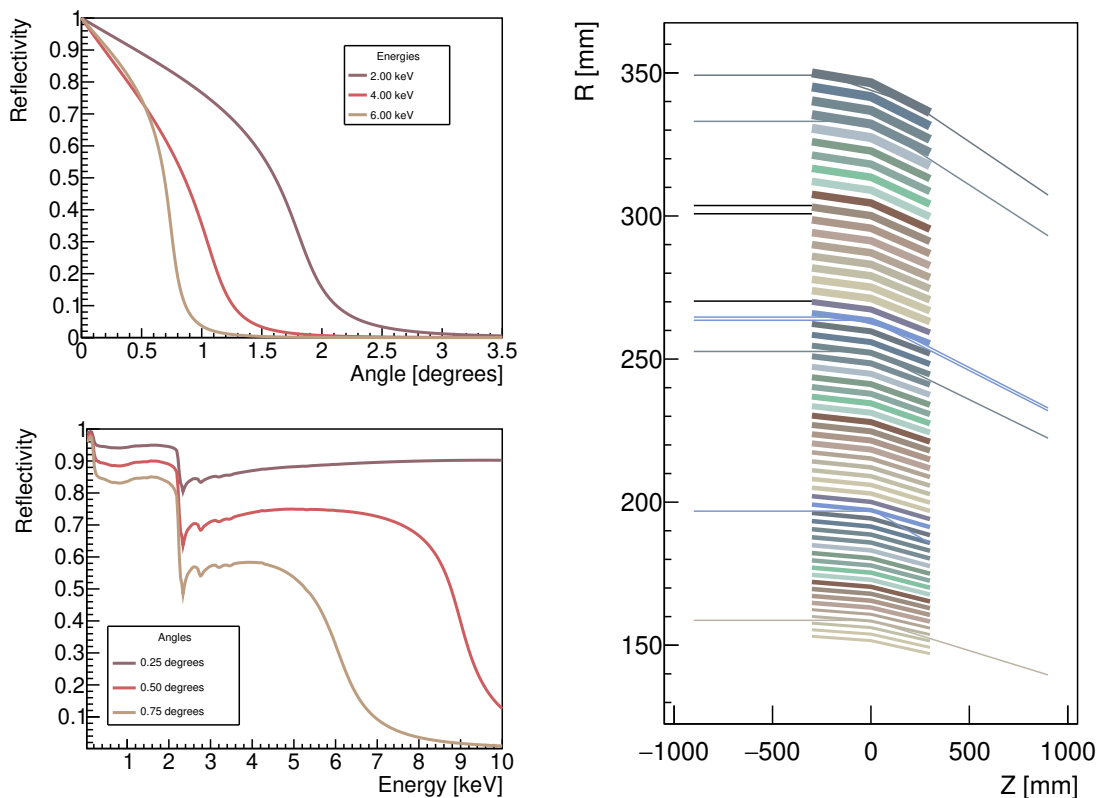 Reflectivity
1
0.9
0.8
0.7
0.6
0.5
0.4
0.3
0.2
0.1
0
Energies
2.00 keV
4.00 keV
6.00 keV
0 0.5 1 1.5 2 2.5 3 3.5
Angle [degrees]
Reflectivity
1
0.9
0.8
0.7
0.6
0.5
0.4
0.3
0.2
0.1
Angles
0.25 degrees
0.50 degrees
0.75 degrees
1 2 3 4 5 6 7 8 9 10
Energy [keV]
R [mm]
350
300
250
200
150
−1000 −500 0 500 1000
Z [mm]